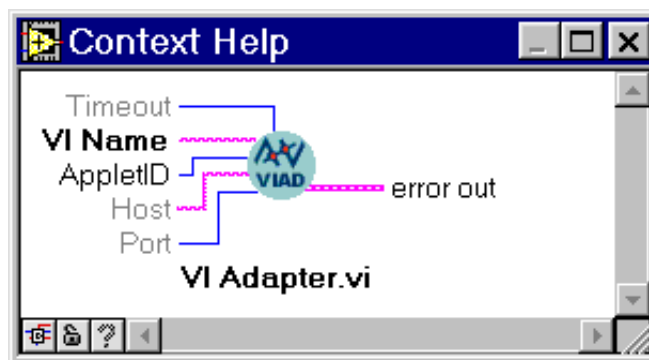 Context Help
Timeout
VI Name
AppletID
VIAD
error out
Host
Port
VI Adapter.vi
?